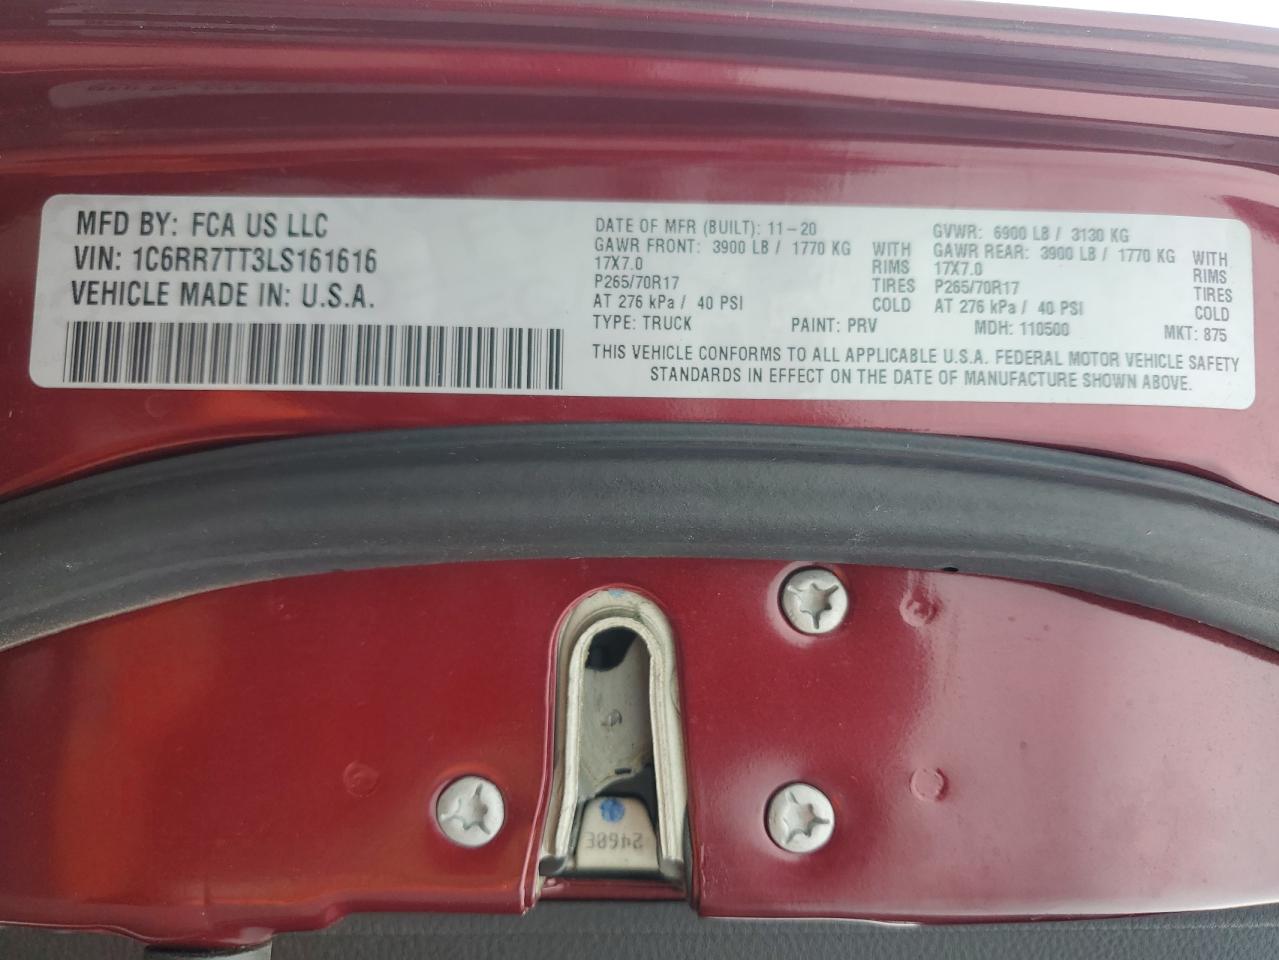 MFD BY: FCA US LLC
VIN: 1C6RR7TT3LS161616
VEHICLE MADE IN: U.S.A.
DATE OF MFR (BUILT): 11-20
GAWR FRONT: 3900 LB / 1770 KG WITH
17X7.0 RIMS
P265/70R17 TIRES
AT 276 kPa / 40 PSI COLD
TYPE: TRUCK PAINT: PRV
GVWR: 6900 LB / 3130 KG
GAWR REAR: 3900 LB / 1770 KG WITH
17X7.0 RIMS
P265/70R17 TIRES
AT 276 kPa / 40 PSI COLD
MDH: 110500 MKT: 875
THIS VEHICLE CONFORMS TO ALL APPLICABLE U.S.A. FEDERAL MOTOR VEHICLE SAFETY
STANDARDS IN EFFECT ON THE DATE OF MANUFACTURE SHOWN ABOVE.